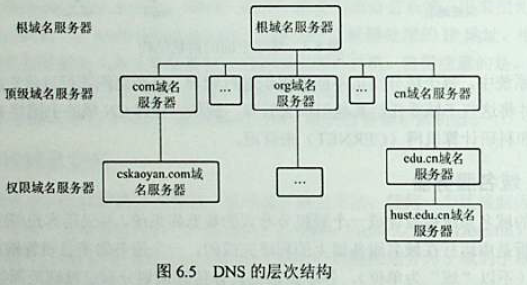 根域名服务器
根域名服务器
顶级域名服务器
com域名
服务器
...
org域名
服务器
...
cn域名
服务器
权限域名服务器
cskaoyan.com域
名服务器
...
edu.cn域名
服务器
hust.edu.cn域名
服务器
图 6.5 DNS 的层次结构